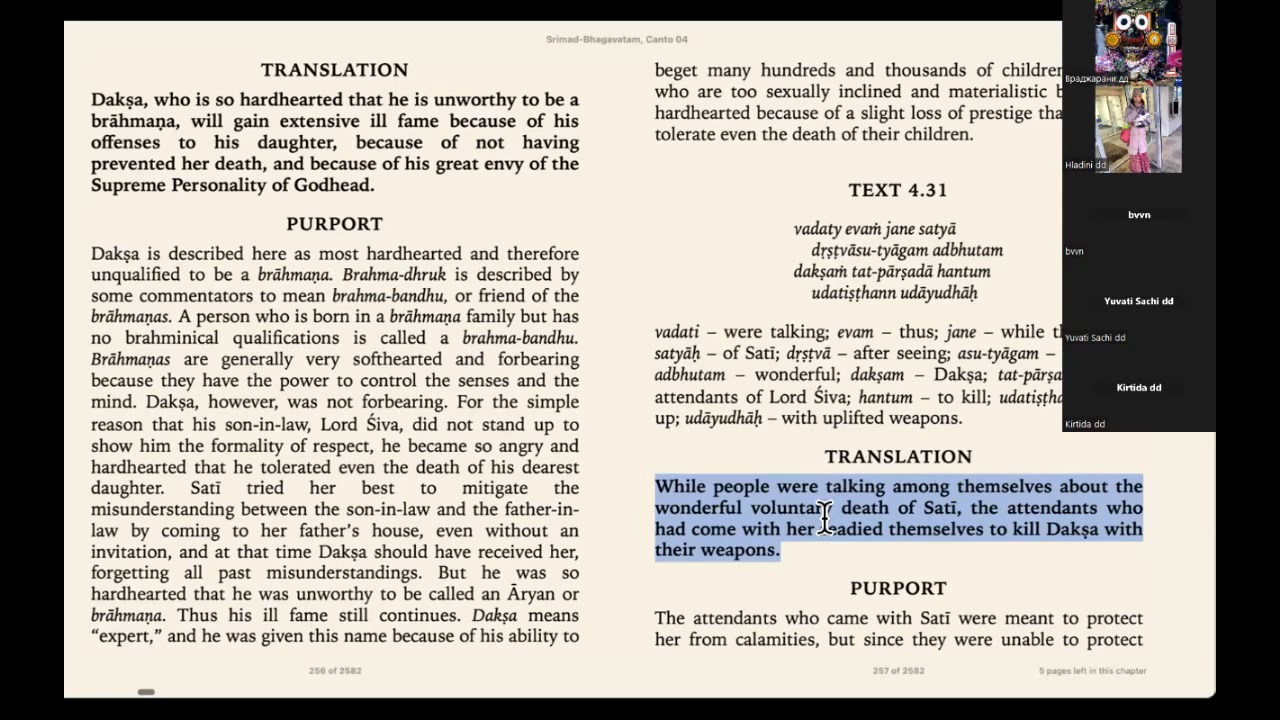 Srimad-Bhagavatam, Canto 04
TRANSLATION
Dakṣa, who is so hardhearted that he is unworthy to be a
brāhmaṇa, will gain extensive ill fame because of his
offenses to his daughter, because of not having
prevented her death, and because of his great envy of the
Supreme Personality of Godhead.
PURPORT
Dakṣa is described here as most hardhearted and therefore
unqualified to be a brāhmaṇa. Brahma-dhruk is described by
some commentators to mean brahma-bandhu, or friend of the
brāhmaṇas. A person who is born in a brāhmaṇa family but has
no brahminical qualifications is called a brahma-bandhu.
Brāhmaṇas are generally very softhearted and forbearing
because they have the power to control the senses and the
mind. Dakṣa, however, was not forbearing. For the simple
reason that his son-in-law, Lord Śiva, did not stand up to
show him the formality of respect, he became so angry and
hardhearted that he tolerated even the death of his dearest
daughter. Satī tried her best to mitigate the
misunderstanding between the son-in-law and the father-in-
law by coming to her father’s house, even without an
invitation, and at that time Dakṣa should have received her,
forgetting all past misunderstandings. But he was so
hardhearted that he was unworthy to be called an Āryan or
brāhmaṇa. Thus his ill fame still continues. Dakṣa means
“expert,” and he was given this name because of his ability to
256 of 2582
beget many hundreds and thousands of children
who are too sexually inclined and materialistic b
hardhearted because of a slight loss of prestige tha
tolerate even the death of their children.
TEXT 4.31
vadaty evaṁ jane satyā
dṛṣṭvāsu-tyāgam adbhutam
dakṣaṁ tat-pārṣadā hantum
udatiṣṭhann udāyudhāḥ
vadati – were talking; evam – thus; jane – while t
satyāḥ – of Satī; dṛṣṭvā – after seeing; asu-tyāgam –
adbhutam – wonderful; dakṣam – Dakṣa; tat-pārṣa
attendants of Lord Śiva; hantum – to kill; udatiṣṭha
up; udāyudhāḥ – with uplifted weapons.
TRANSLATION
While people were talking among themselves about the
wonderful voluntary death of Satī, the attendants who
had come with her readied themselves to kill Dakṣa with
their weapons.
PURPORT
The attendants who came with Satī were meant to protect
her from calamities, but since they were unable to protect
257 of 2582
5 pages left in this chapter
Враджарани дд
Hladini dd
bvvn
bvvn
Yuvati Sachi dd
Yuvati Sachi dd
Kirtida dd
Kirtida dd